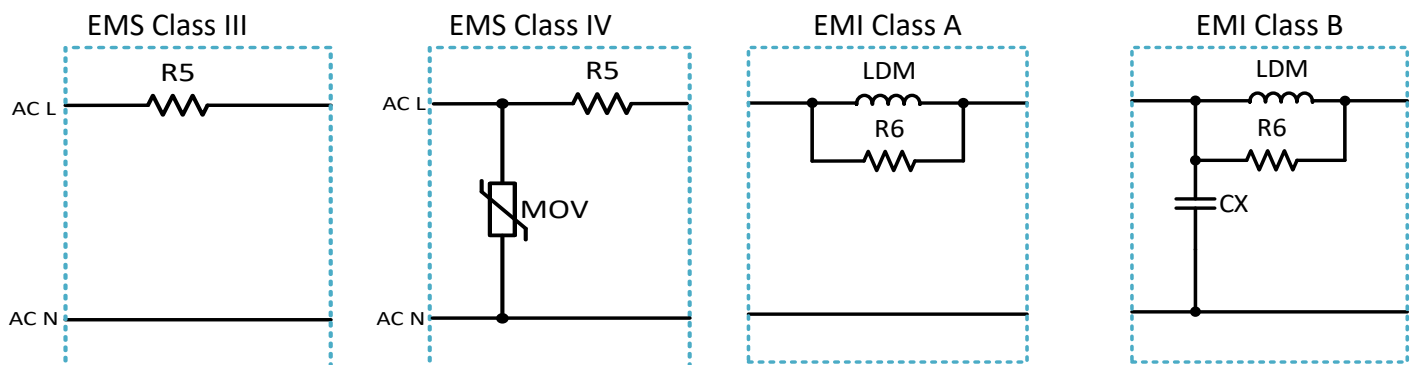 EMS Class III
EMS Class IV
EMI Class A
EMI Class B
R5
AC L
AC N
R5
AC L
MOV
AC N
LDM
R6
LDM
R6
CX